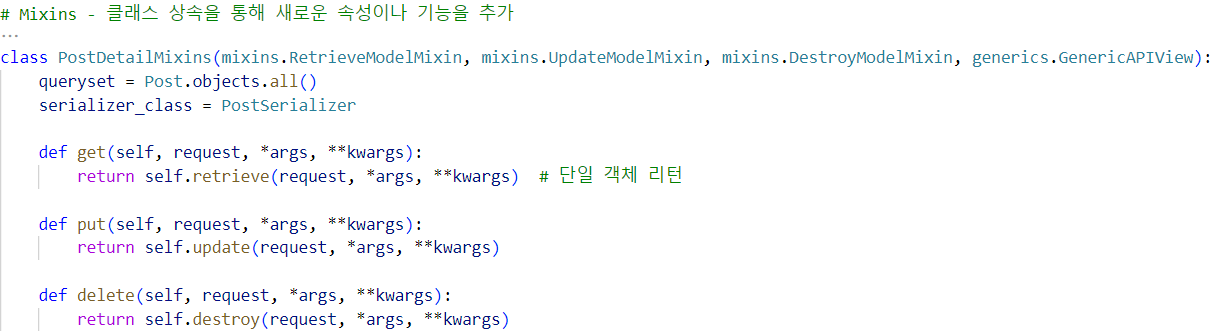 # Mixins - 클래스 상속을 통해 새로운 속성이나 기능을 추가
...
class PostDetailMixins(mixins.RetrieveModelMixin, mixins.UpdateModelMixin, mixins.DestroyModelMixin, generics.GenericAPIView):
    queryset = Post.objects.all()
    serializer_class = PostSerializer

    def get(self, request, *args, **kwargs):
        return self.retrieve(request, *args, **kwargs)  # 단일 객체 리턴

    def put(self, request, *args, **kwargs):
        return self.update(request, *args, **kwargs)

    def delete(self, request, *args, **kwargs):
        return self.destroy(request, *args, **kwargs)